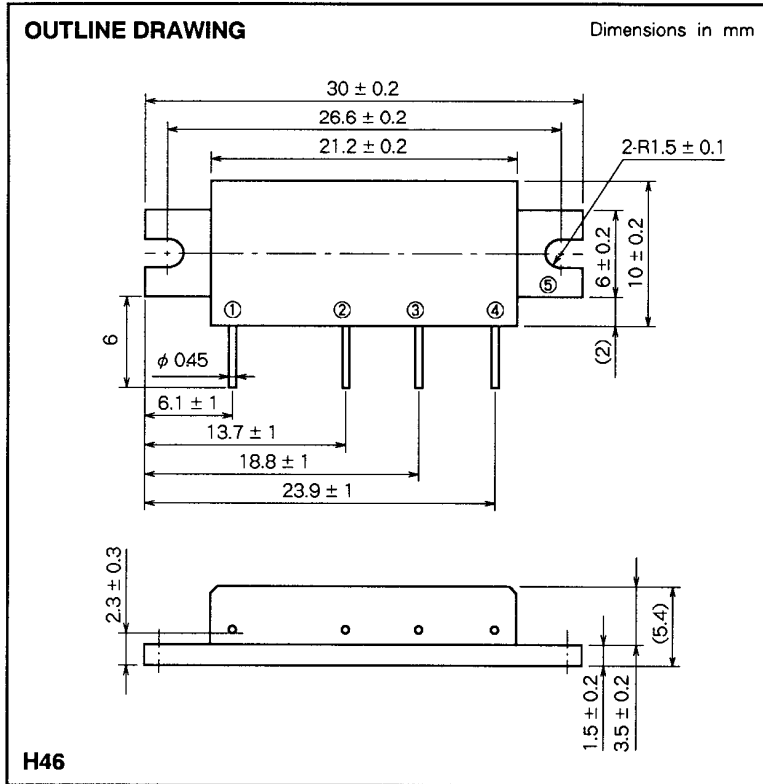 OUTLINE DRAWING
Dimensions in mm
30 ± 0.2
26.6 ± 0.2
21.2 ± 0.2
2-R1.5 ± 0.1
6 ± 0.2
10 ± 0.2
⑤
① ② ③ ④
6
(2)
φ 0.45
6.1 ± 1
13.7 ± 1
18.8 ± 1
23.9 ± 1
2.3 ± 0.3
(5.4)
1.5 ± 0.2
3.5 ± 0.2
H46